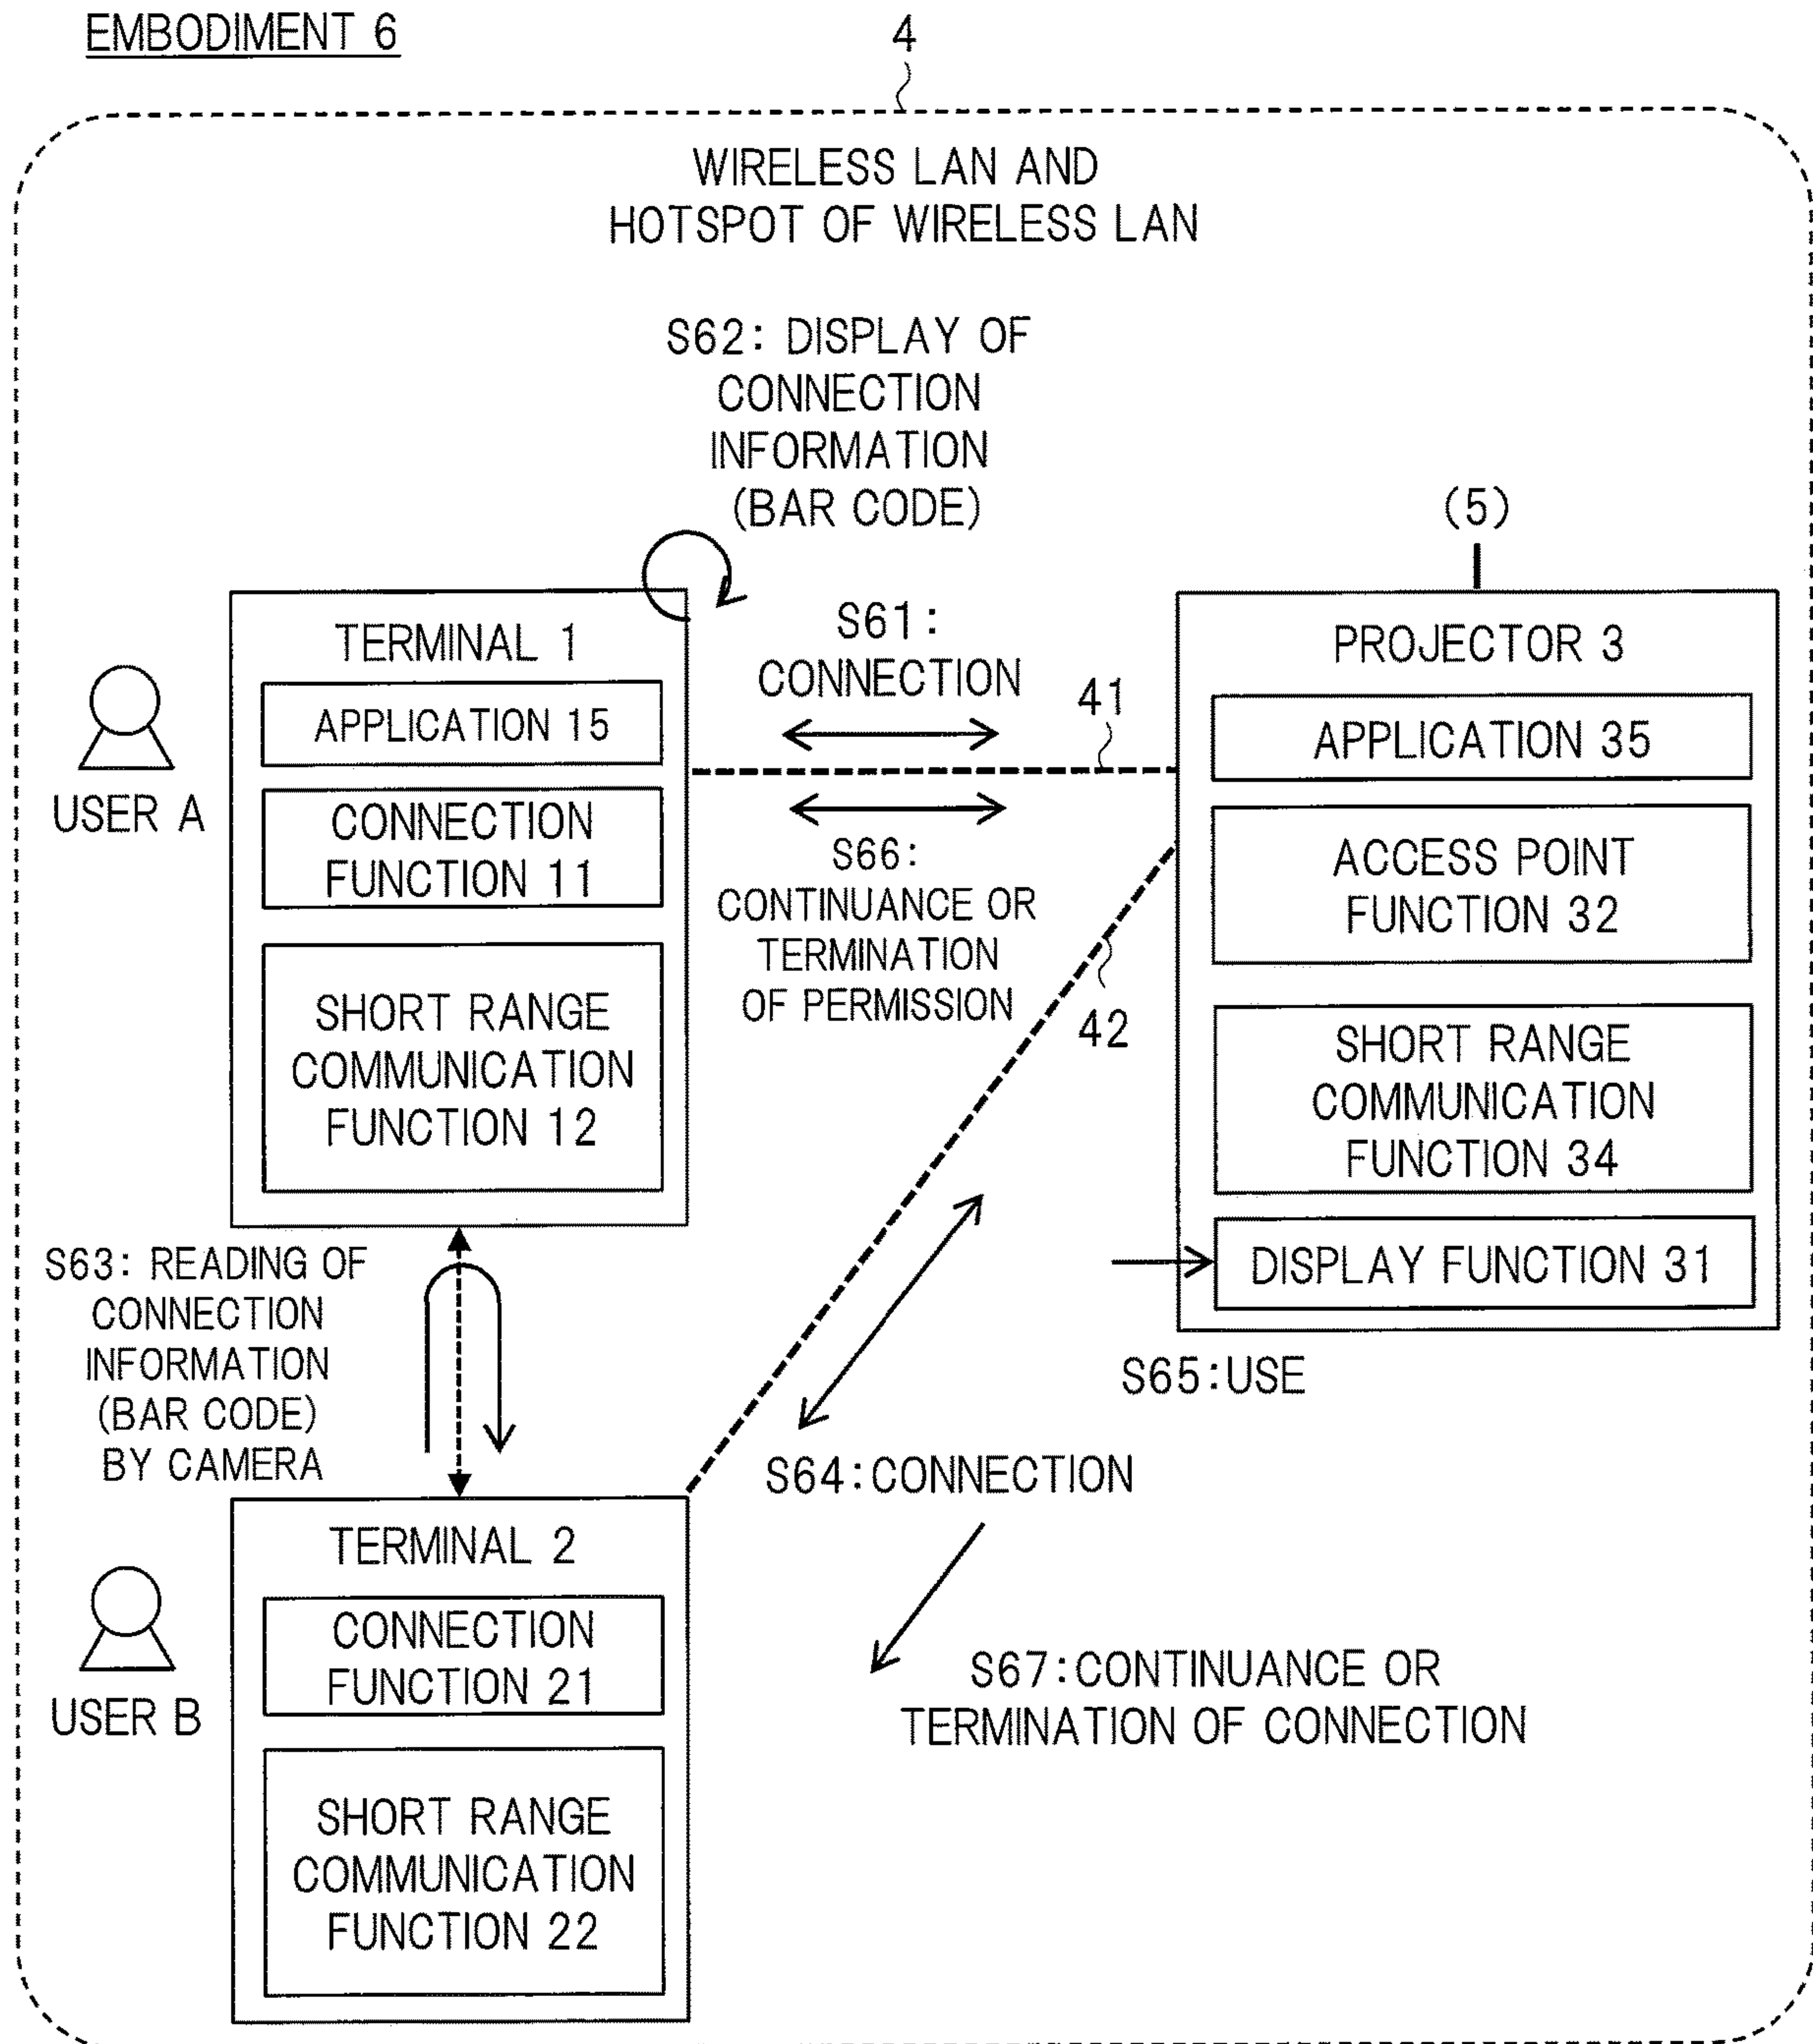 EMBODIMENT 6
4
WIRELESS LAN AND
HOTSPOT OF WIRELESS LAN
S62: DISPLAY OF
CONNECTION
INFORMATION
(BAR CODE)
(5)
USER A
TERMINAL 1
APPLICATION 15
CONNECTION
FUNCTION 11
SHORT RANGE
COMMUNICATION
FUNCTION 12
S61:
CONNECTION
41
S66:
CONTINUANCE OR
TERMINATION
OF PERMISSION
42
PROJECTOR 3
APPLICATION 35
ACCESS POINT
FUNCTION 32
SHORT RANGE
COMMUNICATION
FUNCTION 34
DISPLAY FUNCTION 31
S65:USE
S63: READING OF
CONNECTION
INFORMATION
(BAR CODE)
BY CAMERA
S64:CONNECTION
USER B
TERMINAL 2
CONNECTION
FUNCTION 21
SHORT RANGE
COMMUNICATION
FUNCTION 22
S67:CONTINUANCE OR
TERMINATION OF CONNECTION